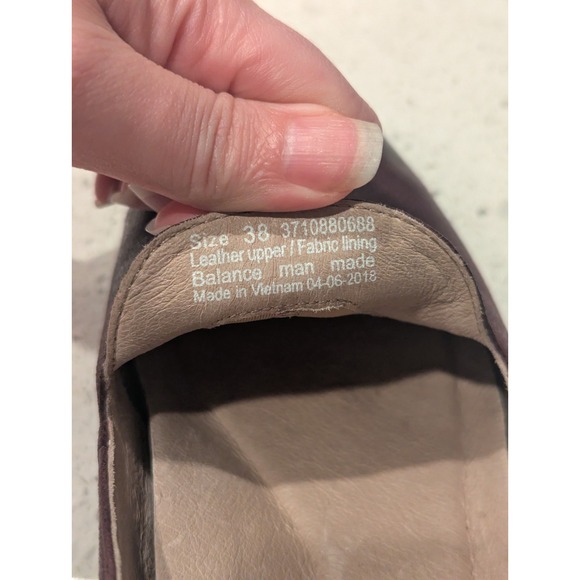 Size 38 3710880688
Leather upper / Fabric lining
Balance man made
Made in Vietnam 04-06-2018